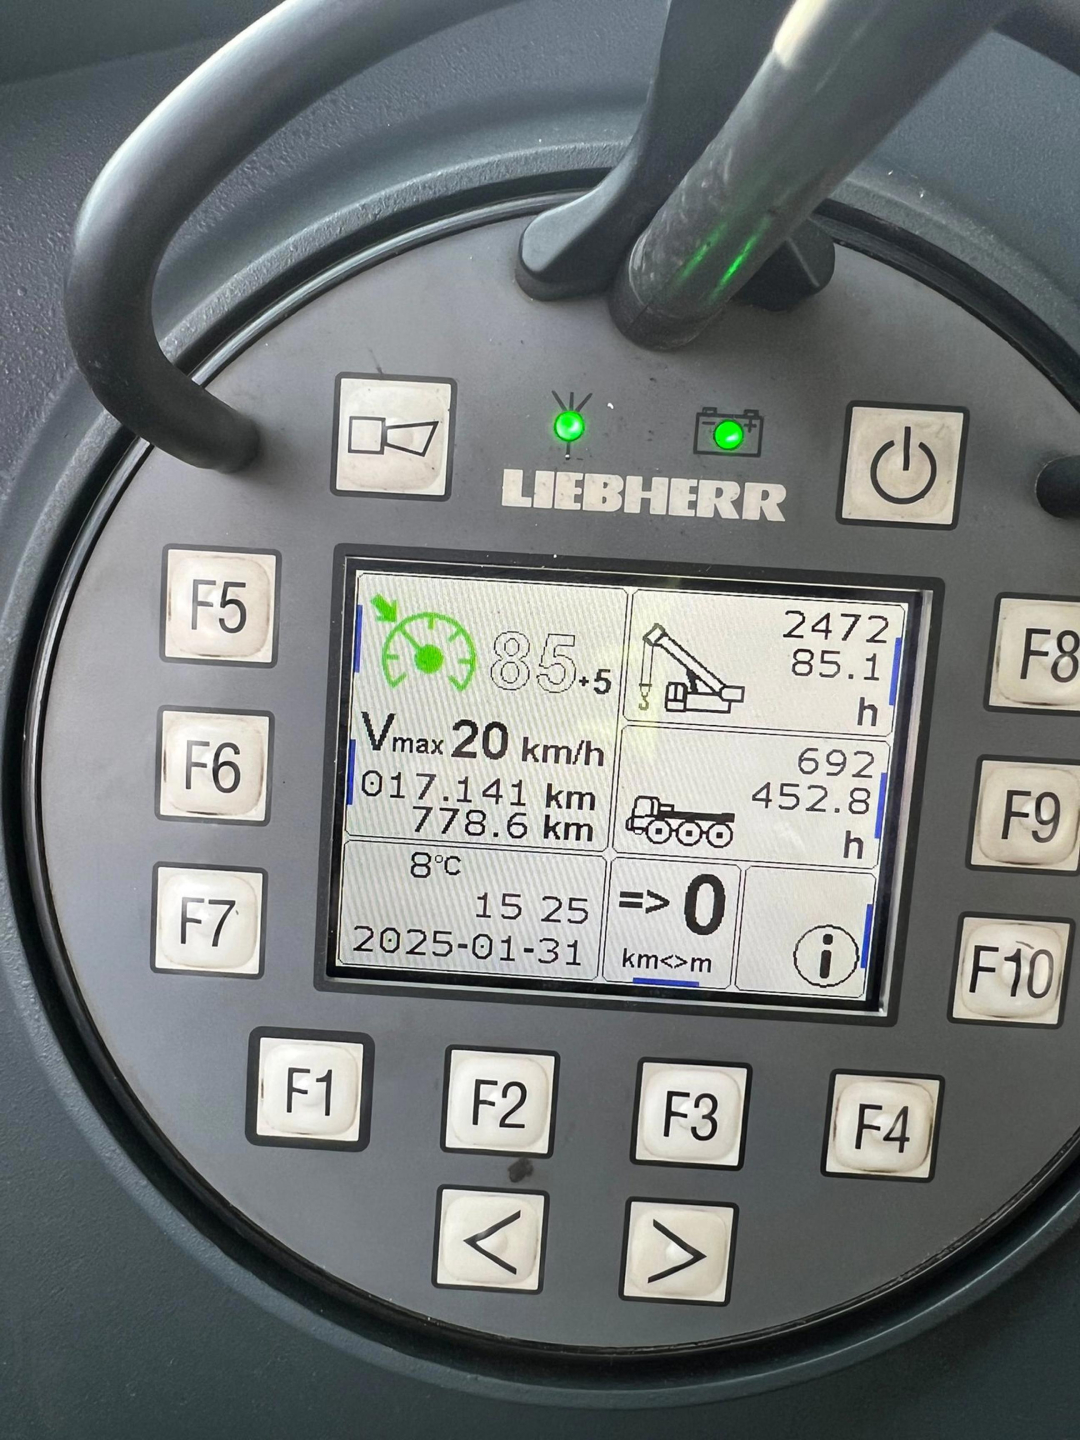 LIEBHERR
F5
F6
F7
85+5
Vmax 20 km/h
017.141 km
778.6 km
2472
85.1
h
692
452.8
h
8°C
15 25
2025-01-31
=> 0
km<>m
i
F8
F9
F10
F1
F2
F3
F4
< >